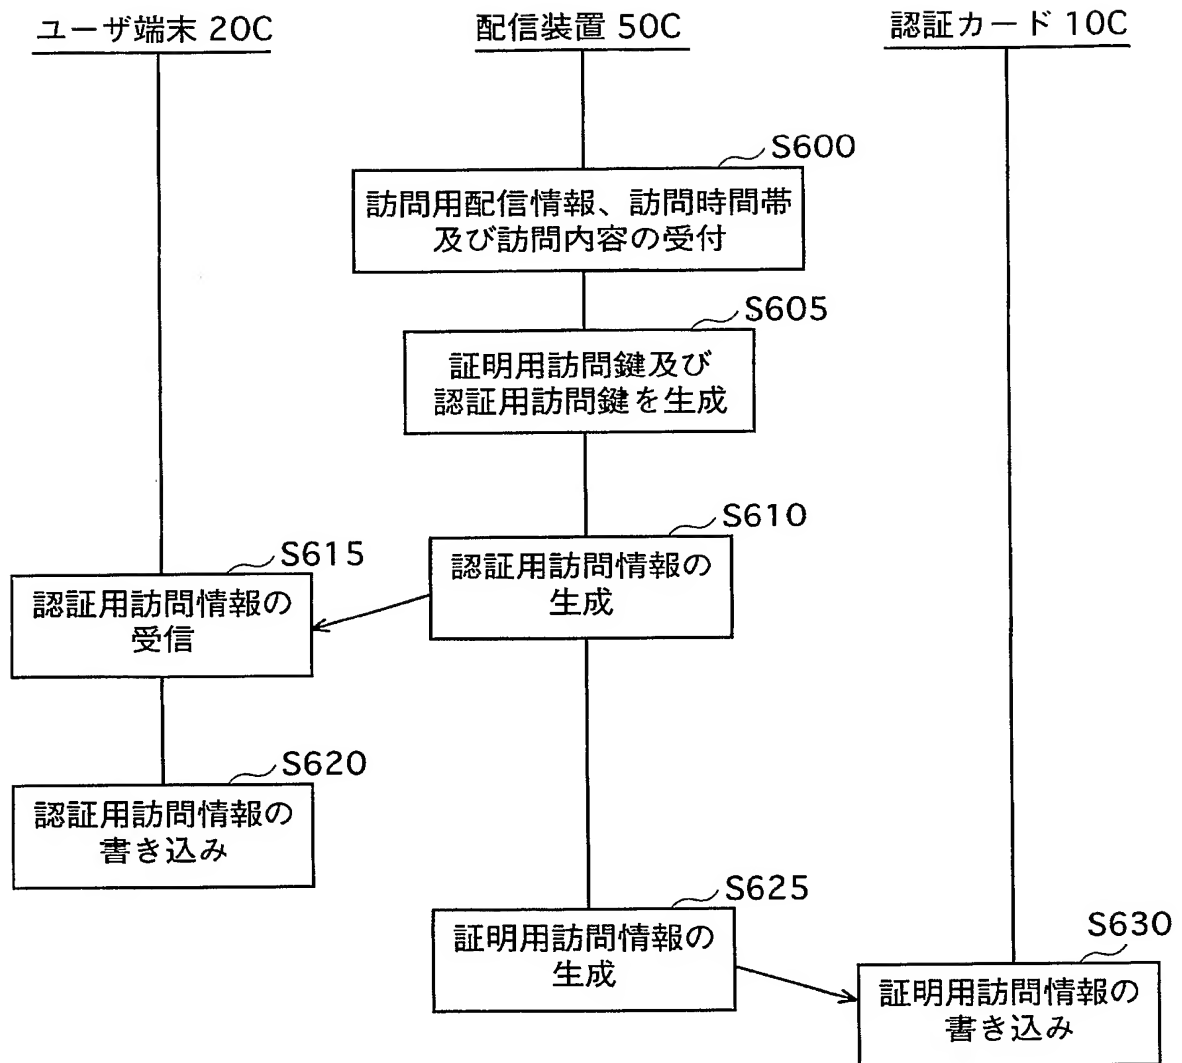 ユーザ端末 20C
配信装置 50C
認証カード 10C
S600
訪問用配信情報、訪問時間帯
及び訪問内容の受付
S605
証明用訪問鍵及び
認証用訪問鍵を生成
S610
認証用訪問情報の
生成
S615
認証用訪問情報の
受信
S620
認証用訪問情報の
書き込み
S625
証明用訪問情報の
生成
S630
証明用訪問情報の
書き込み